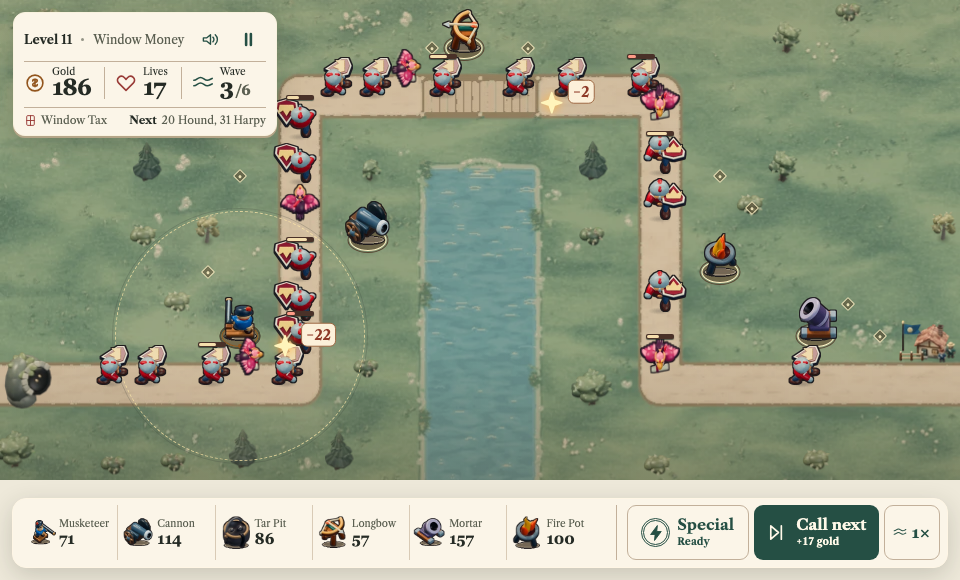 Level 11 · Window Money
Gold 186
Lives 17
Wave 3/6
Window Tax
Next 20 Hound, 31 Harpy
-2
-22
Musketeer 71
Cannon 114
Tar Pit 86
Longbow 57
Mortar 157
Fire Pot 100
Special
Ready
Call next
+17 gold
1×